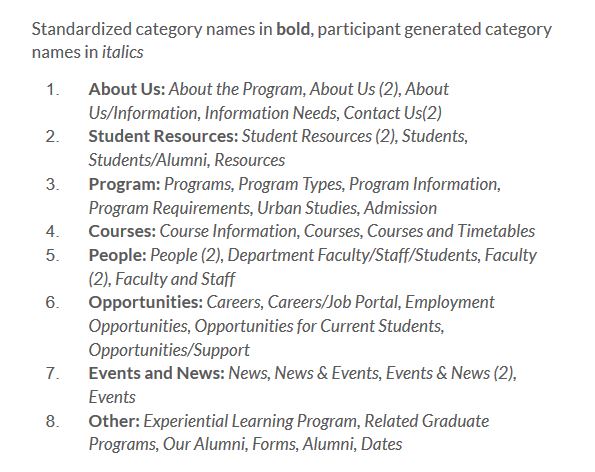 Standardized category names in bold, participant generated category
names in italics
1. About Us: About the Program, About Us (2), About
Us/Information, Information Needs, Contact Us(2)
2. Student Resources: Student Resources (2), Students,
Students/Alumni, Resources
3. Program: Programs, Program Types, Program Information,
Program Requirements, Urban Studies, Admission
4. Courses: Course Information, Courses, Courses and Timetables
5. People: People (2), Department Faculty/Staff/Students, Faculty
(2), Faculty and Staff
6. Opportunities: Careers, Careers/Job Portal, Employment
Opportunities, Opportunities for Current Students,
Opportunities/Support
7. Events and News: News, News & Events, Events & News (2),
Events
8. Other: Experiential Learning Program, Related Graduate
Programs, Our Alumni, Forms, Alumni, Dates